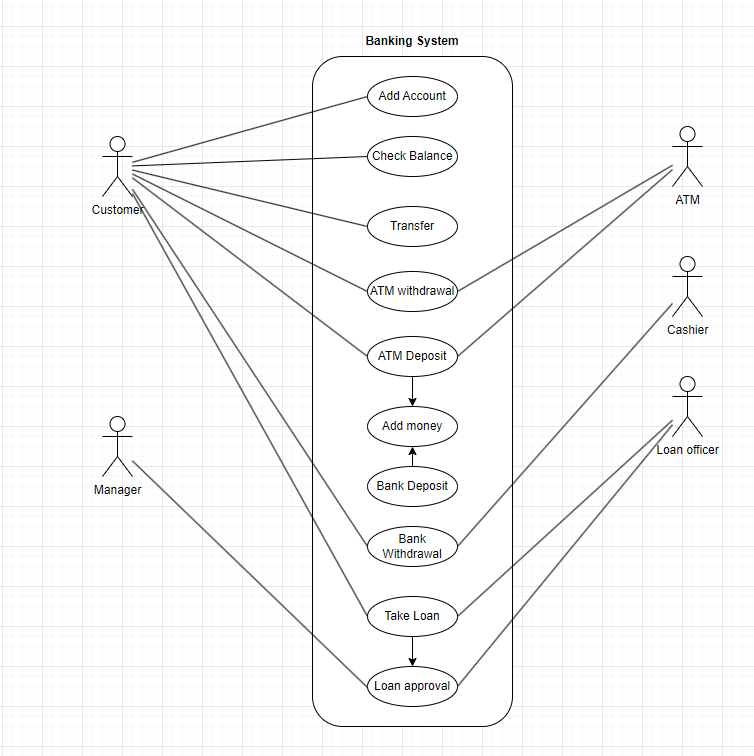 Banking System
Add Account
Check Balance
Customer
ATM
Transfer
ATM withdrawal
Cashier
ATM Deposit
Add money
Loan officer
Manager
Bank Deposit
Bank
Withdrawal
Take Loan
Loan approval